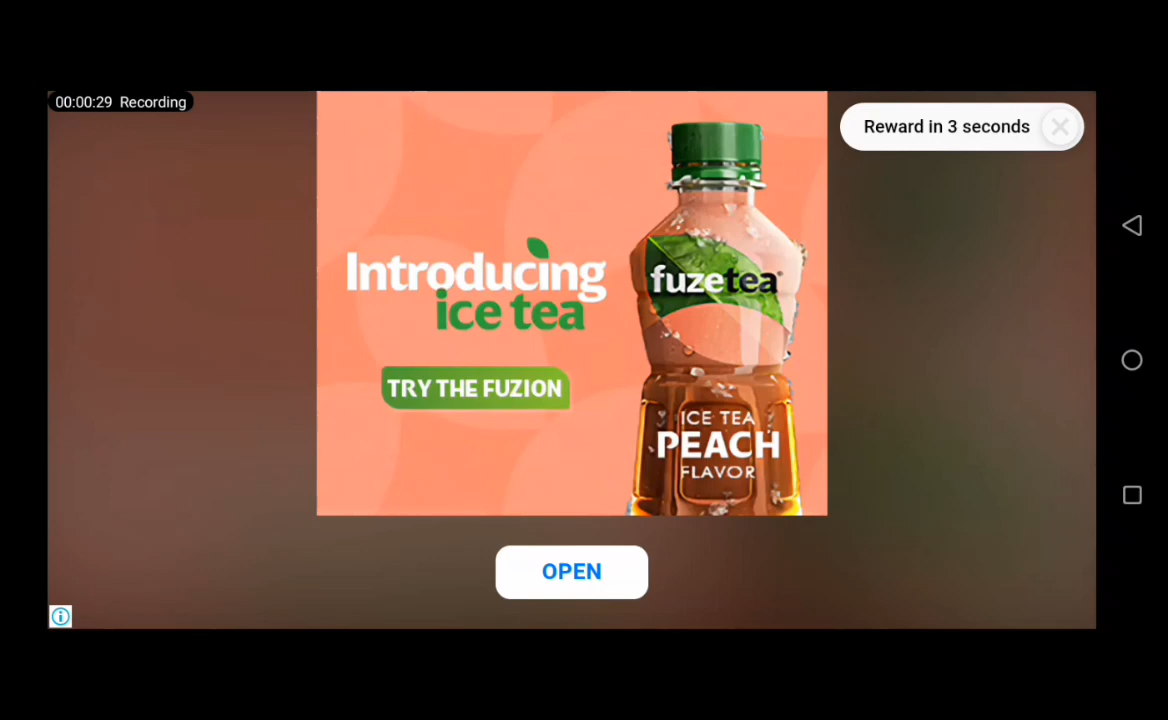 00:00:29 Recording
Reward in 3 seconds
Introducing
ice tea
TRY THE FUZION
fuzetea
ICE TEA
PEACH
FLAVOR
OPEN